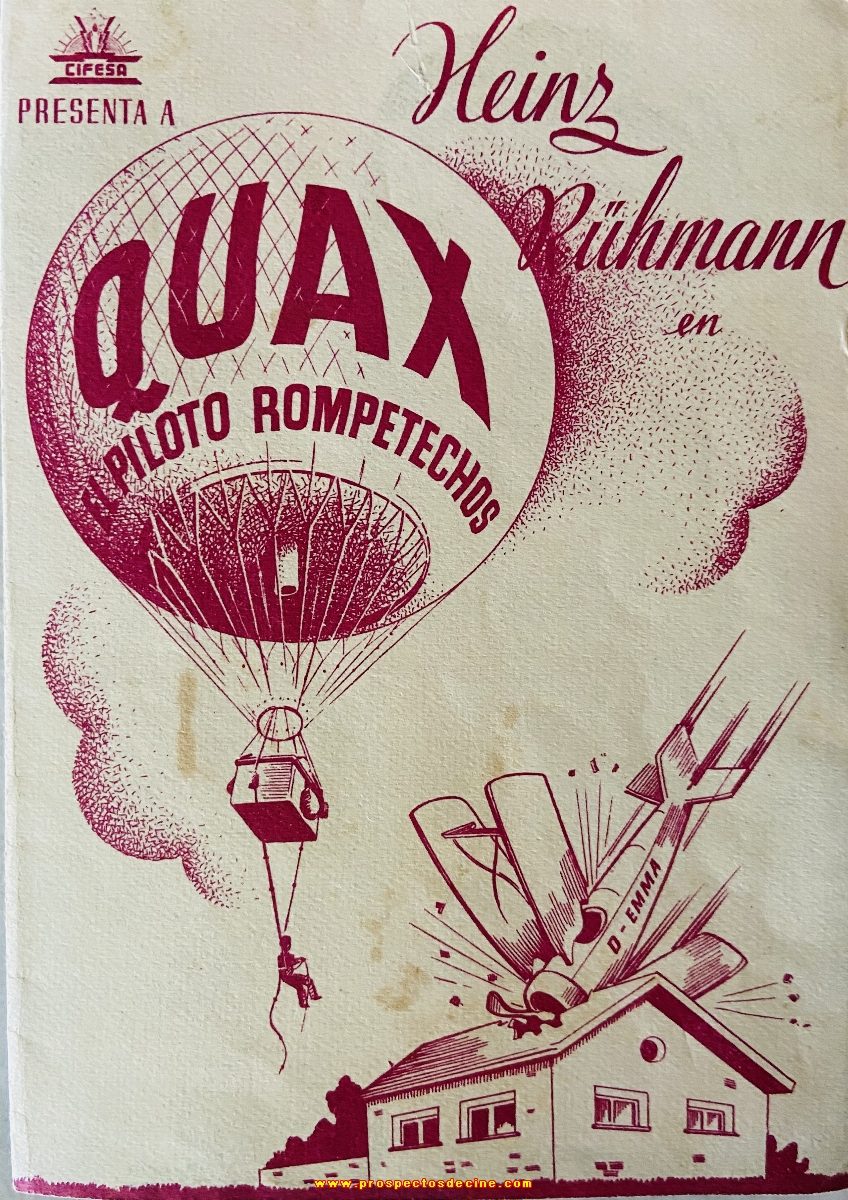 CIFESA
PRESENTA A
Heinz
Rühmann
en
QUAX
EL PILOTO ROMPETECHOS
D-EMMA
www.prospectosdecine.com